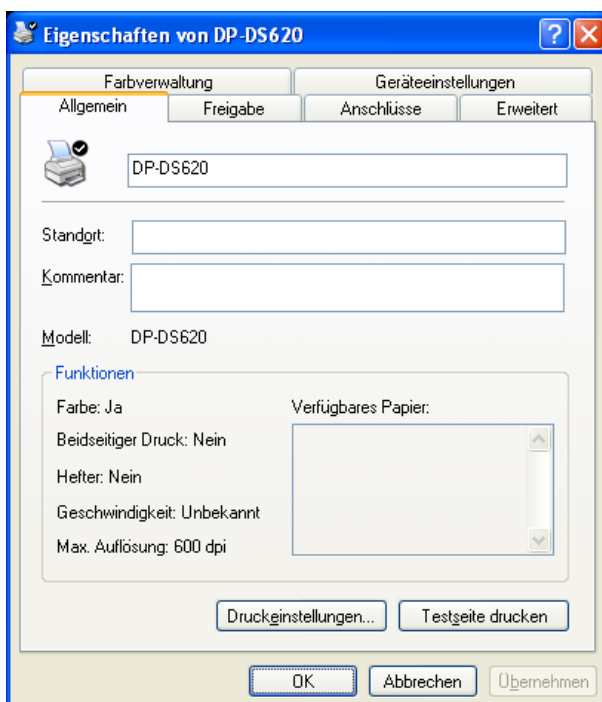 Eigenschaften von DP-DS620
Farbverwaltung Geräteeinstellungen
Allgemein Freigabe Anschlüsse Erweitert
DP-DS620
Standort:
Kommentar:
Modell: DP-DS620
Funktionen
Farbe: Ja Verfügbares Papier:
Beidseitiger Druck: Nein
Hefter: Nein
Geschwindigkeit: Unbekannt
Max. Auflösung: 600 dpi
Druckeinstellungen... Testseite drucken
OK Abbrechen Übernehmen